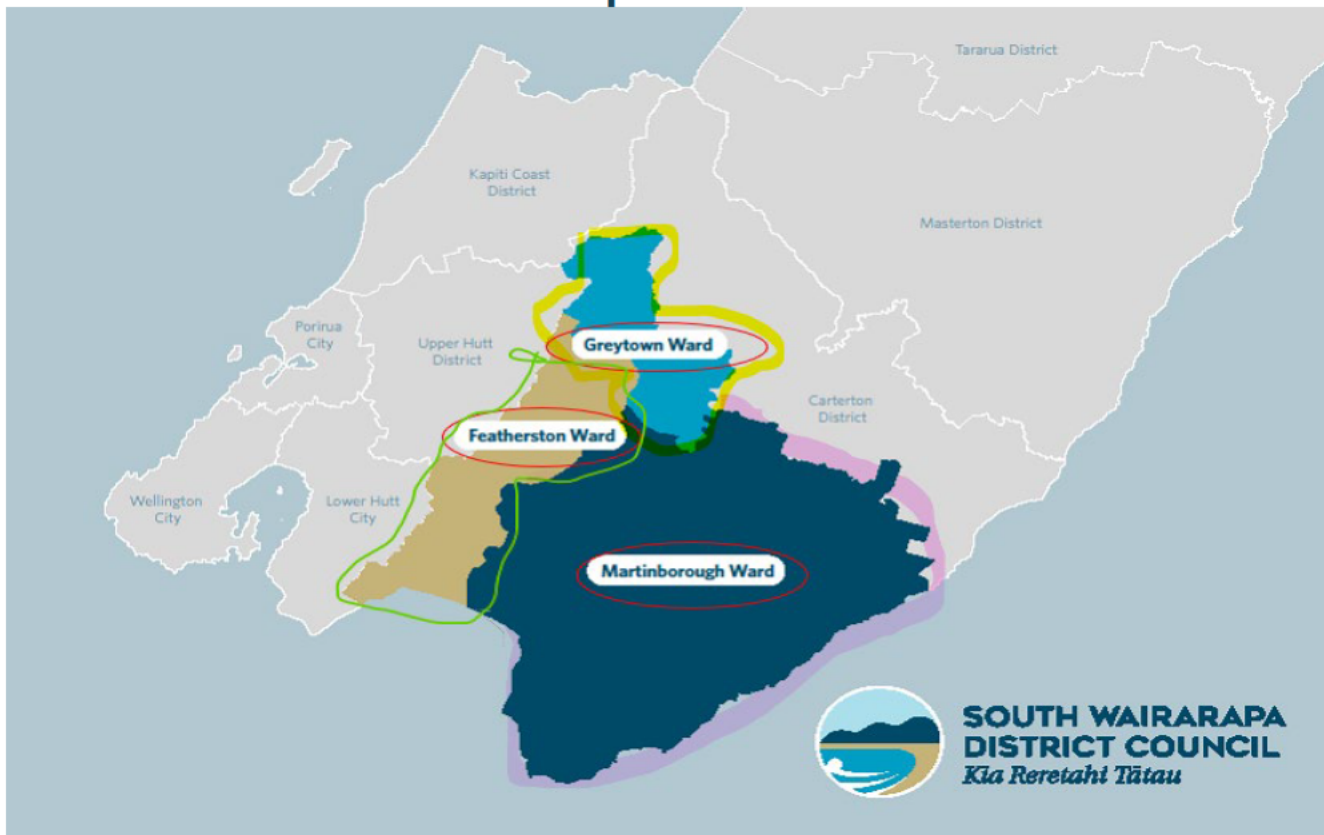 Tararua District
Kapiti Coast
District
Masterton District
Porirua
City
Upper Hutt
District
Greytown Ward
Carterton
District
Featherston Ward
Wellington
City
Lower Hutt
City
Martinborough Ward
SOUTH WAIRARAPA
DISTRICT COUNCIL
Kia Reretahi Tātau